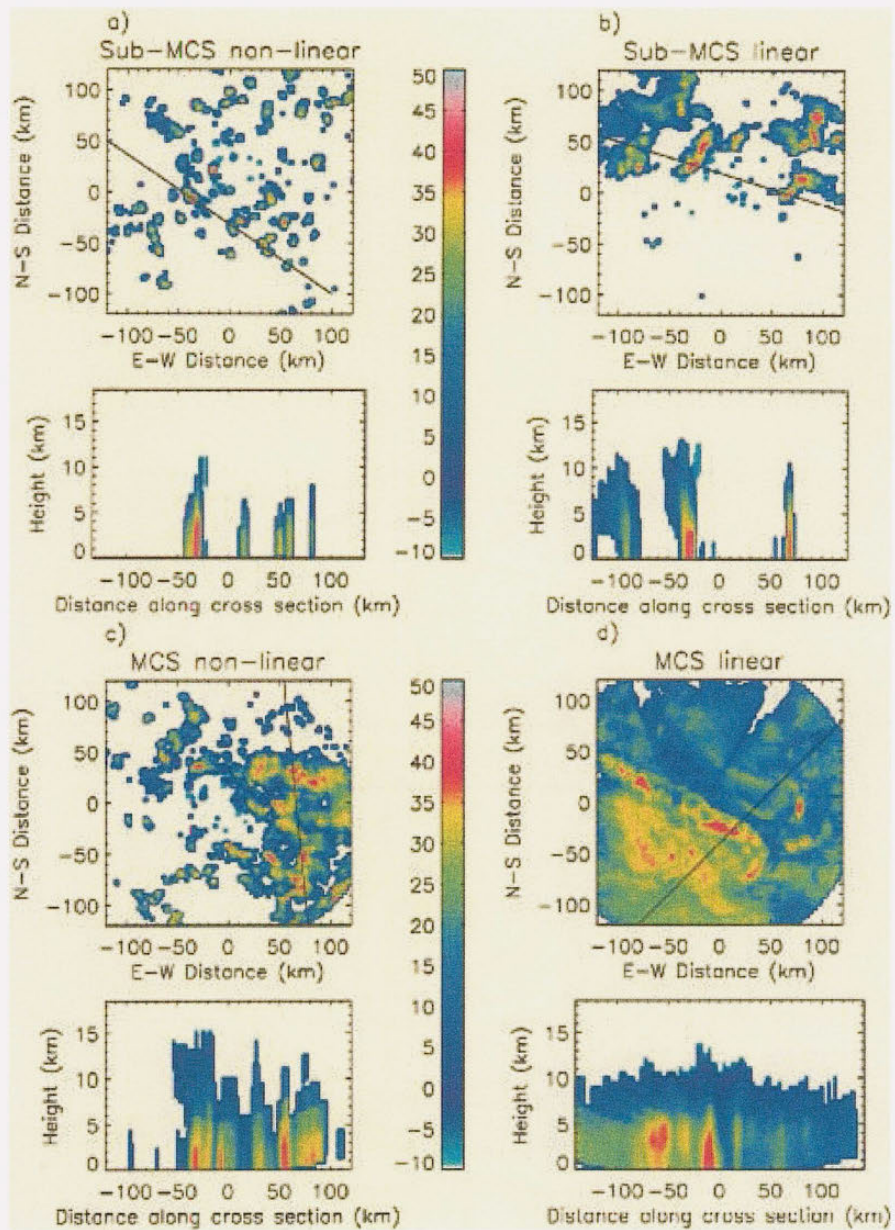 a)
Sub-MCS non-linear
N-S Distance (km)
100
50
0
-50
-100
-100 -50 0 50 100
E-W Distance (km)
50
45
40
35
30
25
20
15
10
5
0
-5
-10
b)
Sub-MCS linear
N-S Distance (km)
100
50
0
-50
-100
-100 -50 0 50 100
E-W Distance (km)
Height (km)
15
10
5
0
-100 -50 0 50 100
Distance along cross section (km)
Height (km)
15
10
5
0
-100 -50 0 50 100
Distance along cross section (km)
c)
MCS non-linear
N-S Distance (km)
100
50
0
-50
-100
-100 -50 0 50 100
E-W Distance (km)
50
45
40
35
30
25
20
15
10
5
0
-5
-10
d)
MCS linear
N-S Distance (km)
100
50
0
-50
-100
-100 -50 0 50 100
E-W Distance (km)
Height (km)
15
10
5
0
-100 -50 0 50 100
Distance along cross section (km)
Height (km)
15
10
5
0
-100 -50 0 50 100
Distance along cross section (km)